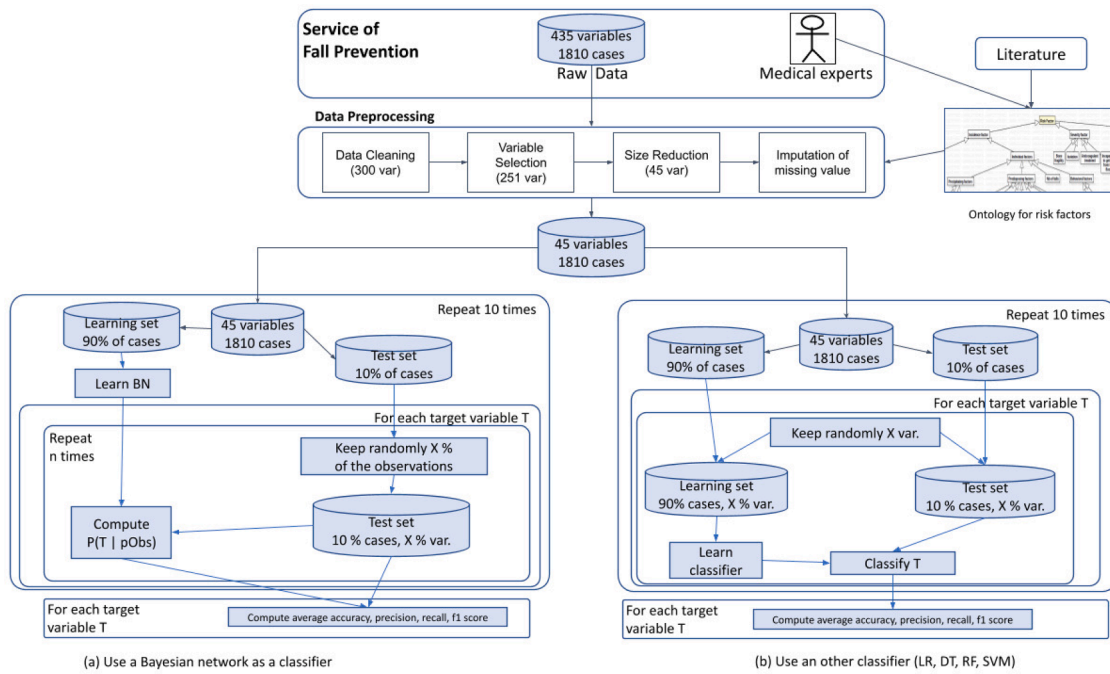 Service of
Fall Prevention
435 variables
1810 cases
Raw Data
Medical experts
Literature
Data Preprocessing
Data Cleaning
(300 var)
Variable
Selection
(251 var)
Size Reduction
(45 var)
Imputation of
missing value
Risk Factor
Ontology for risk factors
45 variables
1810 cases
Repeat 10 times
Learning set
90% of cases
45 variables
1810 cases
Test set
10% of cases
Learn BN
For each target variable T
Repeat
n times
Keep randomly X %
of the observations
Test set
10 % cases, X % var.
Compute
P(T | pObs)
For each target
variable T
Compute average accuracy, precision, recall, f1 score
(a) Use a Bayesian network as a classifier
Repeat 10 times
Learning set
90% of cases
45 variables
1810 cases
Test set
10% of cases
For each target variable T
Keep randomly X var.
Learning set
90% cases, X % var.
Test set
10 % cases, X % var.
Learn
classifier
Classify T
For each target
variable T
Compute average accuracy, precision, recall, f1 score
(b) Use an other classifier (LR, DT, RF, SVM)